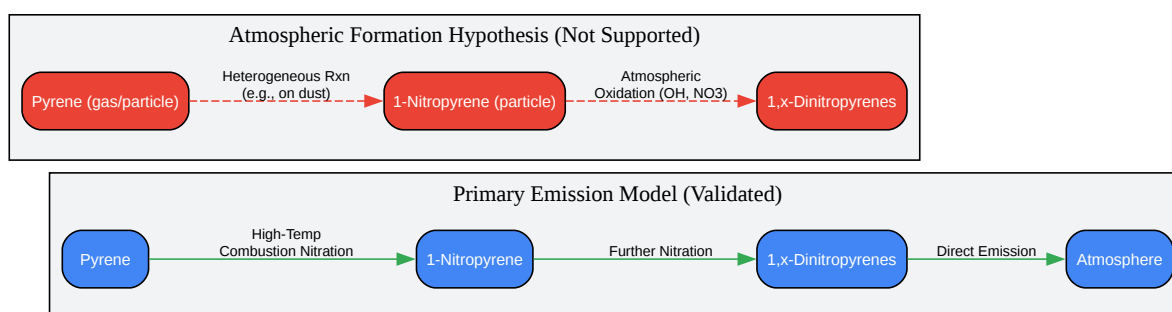 Atmospheric Formation Hypothesis (Not Supported)
Heterogeneous Rxn
(e.g., on dust)
Atmospheric
Oxidation (OH, NO3)
Pyrene (gas/particle)
1-Nitropyrene (particle)
1,x-Dinitropyrenes
Primary Emission Model (Validated)
High-Temp
Combustion Nitration
Further Nitration
Direct Emission
Pyrene
1-Nitropyrene
1,x-Dinitropyrenes
Atmosphere